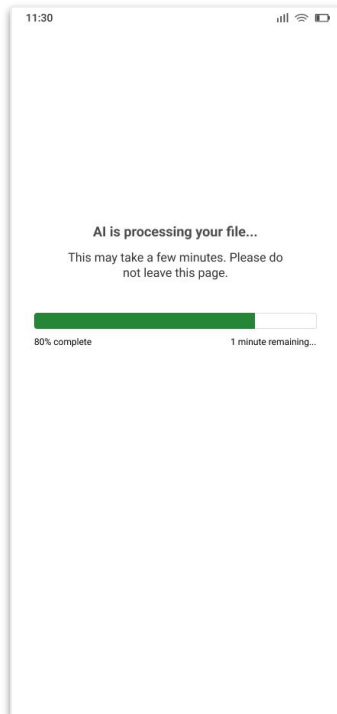 11:30
AI is processing your file...
This may take a few minutes. Please do
not leave this page.
80% complete
1 minute remaining...